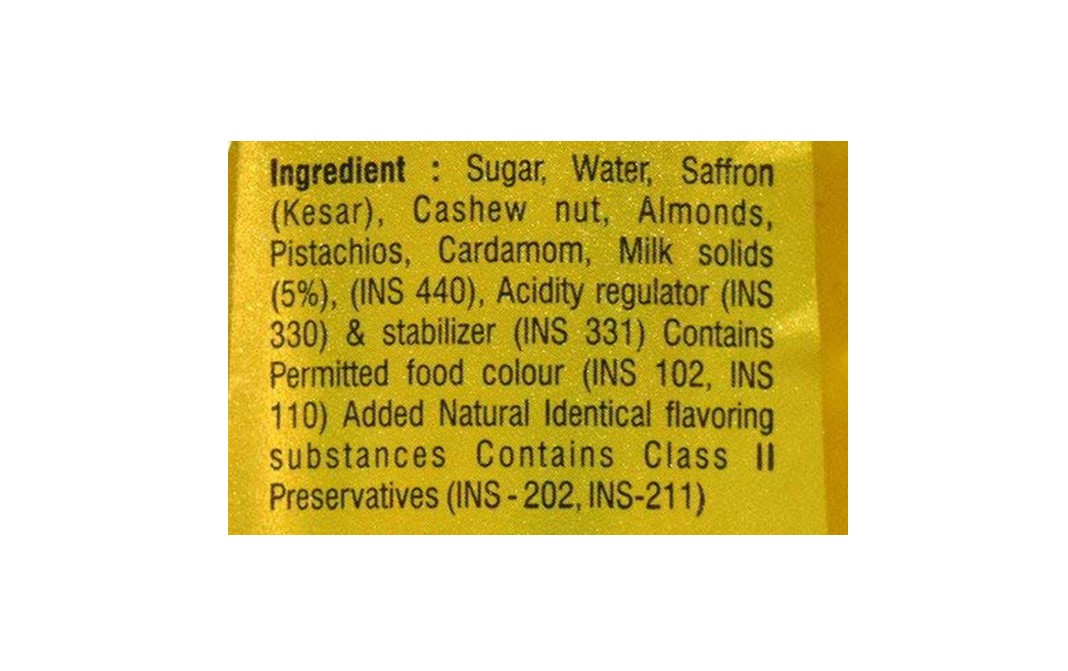 Ingredient : Sugar, Water, Saffron
(Kesar), Cashew nut, Almonds,
Pistachios, Cardamom, Milk solids
(5%), (INS 440), Acidity regulator (INS
330) & stabilizer (INS 331) Contains
Permitted food colour (INS 102, INS
110) Added Natural Identical flavoring
substances Contains Class II
Preservatives (INS - 202, INS-211)